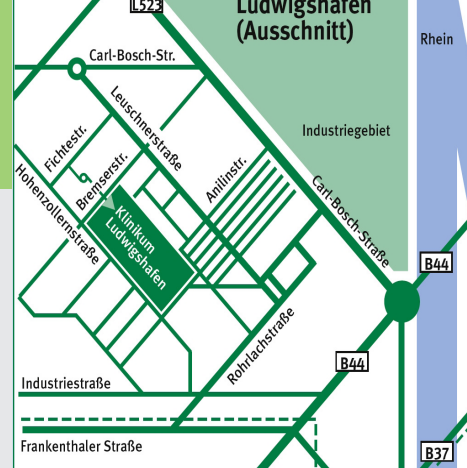 L523
Ludwigshafen
(Ausschnitt)
Rhein
Carl-Bosch-Str.
Leuschnerstraße
Industriegebiet
Fichtestr.
Bremserstr.
Anilinstr.
Hohenzollernstraße
Klinikum
Ludwigshafen
Carl-Bosch-Straße
B44
Rohrlachstraße
B44
Industriestraße
Frankenthaler Straße
B37